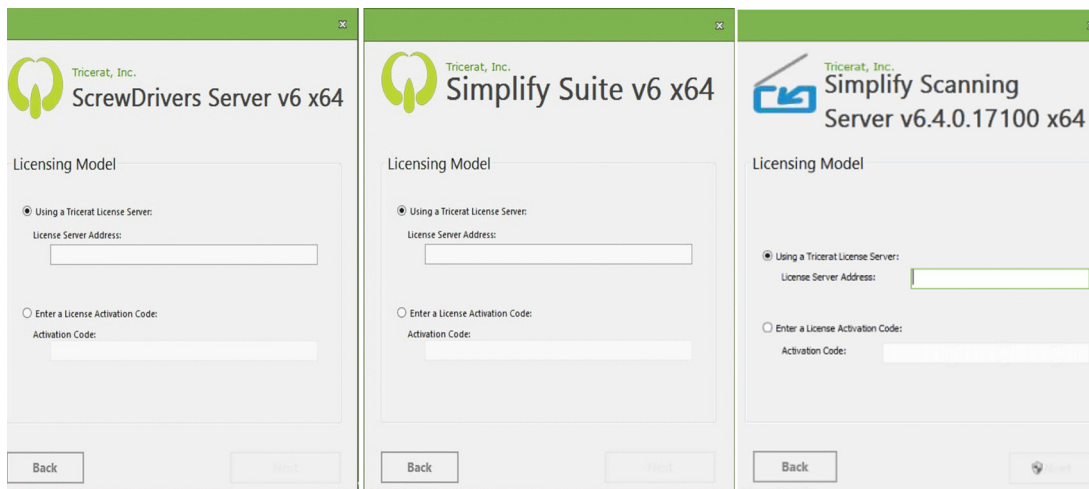 Tricerat, Inc.
ScrewDrivers Server v6 x64
Licensing Model
Using a Tricerat License Server:
License Server Address:
Enter a License Activation Code:
Activation Code:
Back
Next
Tricerat, Inc.
Simplify Suite v6 x64
Licensing Model
Using a Tricerat License Server:
License Server Address:
Enter a License Activation Code:
Activation Code:
Back
Next
Tricerat, Inc.
Simplify Scanning
Server v6.4.0.17100 x64
Licensing Model
Using a Tricerat License Server:
License Server Address:
Enter a License Activation Code:
Activation Code:
Back